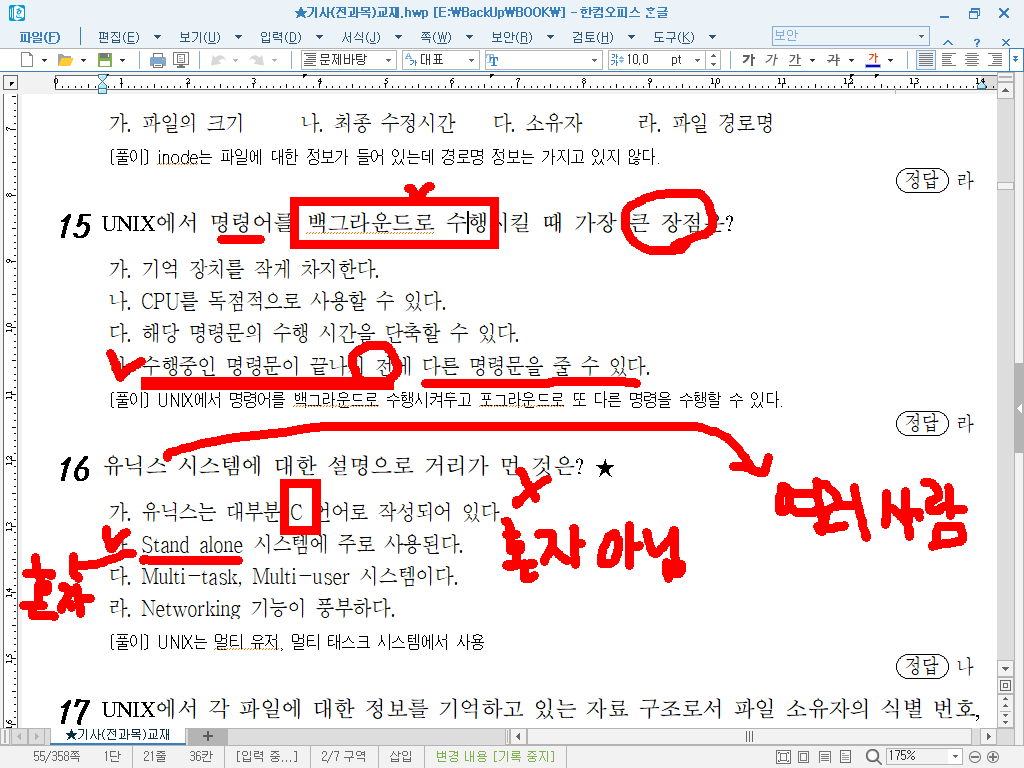 ★기사(전과목)교재.hwp [E:₩BackUp₩BOOK₩] - 한컴오피스 한글
파일(F) 편집(E) 보기(U) 입력(D) 서식(J) 쪽(W) 보안(R) 검토(H) 도구(K) 보안
문제바탕 대표 10.0 pt 가 가 가 가 가
가. 파일의 크기 나. 최종 수정시간 다. 소유자 라. 파일 경로명
[풀이] inode는 파일에 대한 정보가 들어 있는데 경로명 정보는 가지고 있지 않다.
정답 라
15 UNIX에서 명령어를 백그라운드로 수행시킬 때 가장 큰 장점은?
가. 기억 장치를 작게 차지한다.
나. CPU를 독점적으로 사용할 수 있다.
다. 해당 명령문의 수행 시간을 단축할 수 있다.
라. 수행중인 명령문이 끝나기 전에 다른 명령문을 줄 수 있다.
[풀이] UNIX에서 명령어를 백그라운드로 수행시켜두고 포그라운드로 또 다른 명령을 수행할 수 있다.
정답 라
16 유닉스 시스템에 대한 설명으로 거리가 먼 것은? ★
여러 사람
가. 유닉스는 대부분 C 언어로 작성되어 있다.
혼자 아님
나. Stand alone 시스템에 주로 사용된다.
혼자
다. Multi-task, Multi-user 시스템이다.
라. Networking 기능이 풍부하다.
[풀이] UNIX는 멀티 유저, 멀티 태스크 시스템에서 사용
정답 나
17 UNIX에서 각 파일에 대한 정보를 기억하고 있는 자료 구조로서 파일 소유자의 식별 번호,
★기사(전과목)교재
55/358쪽 1단 21줄 36칸 [입력 중...] 2/7 구역 삽입 변경 내용 [기록 중지] 175%